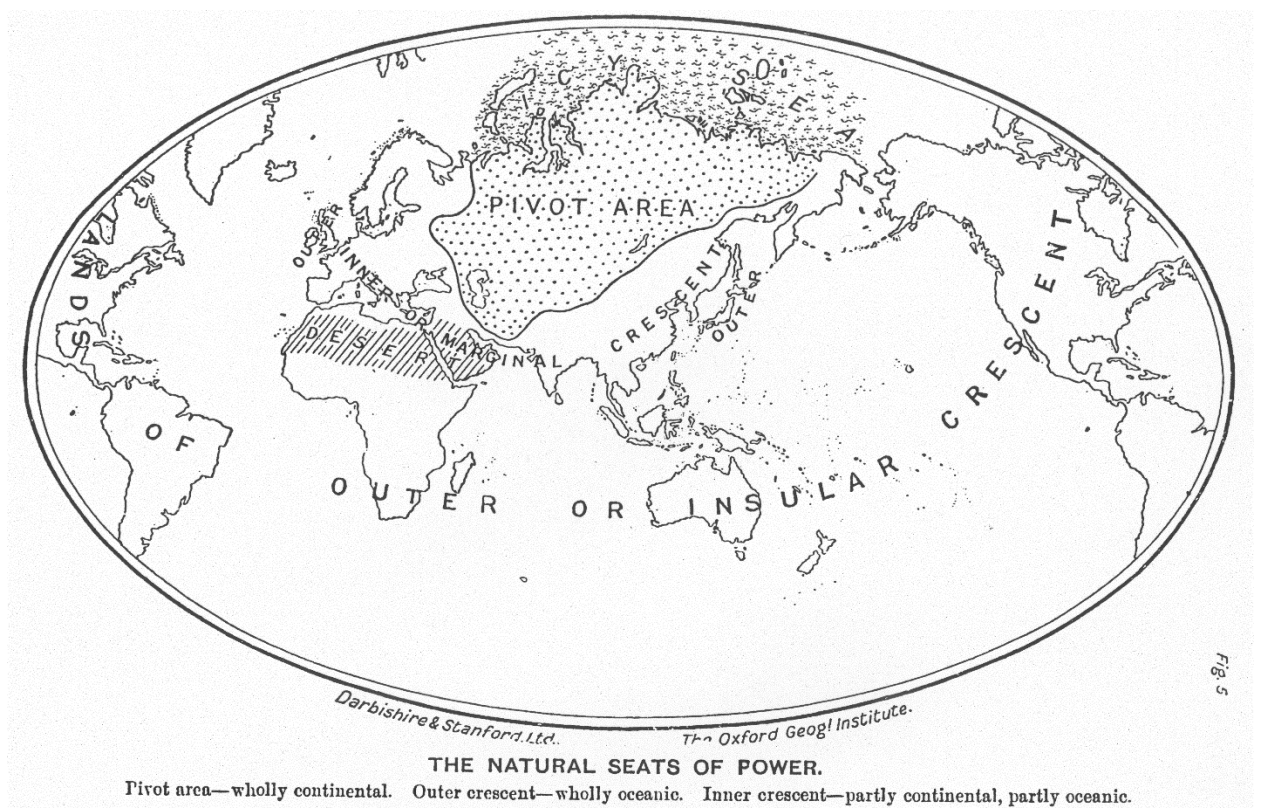 ICY SEA
PIVOT AREA
LANDS
OF
OUTER OR INSULAR CRESCENT
OUTER
INNER OR MARGINAL
CRESCENT
OUTER
DESERT
Fig. 5
Darbishire & Stanford, Ltd.
The Oxford Geogl Institute.
THE NATURAL SEATS OF POWER.
Pivot area—wholly continental. Outer crescent—wholly oceanic. Inner crescent—partly continental, partly oceanic.